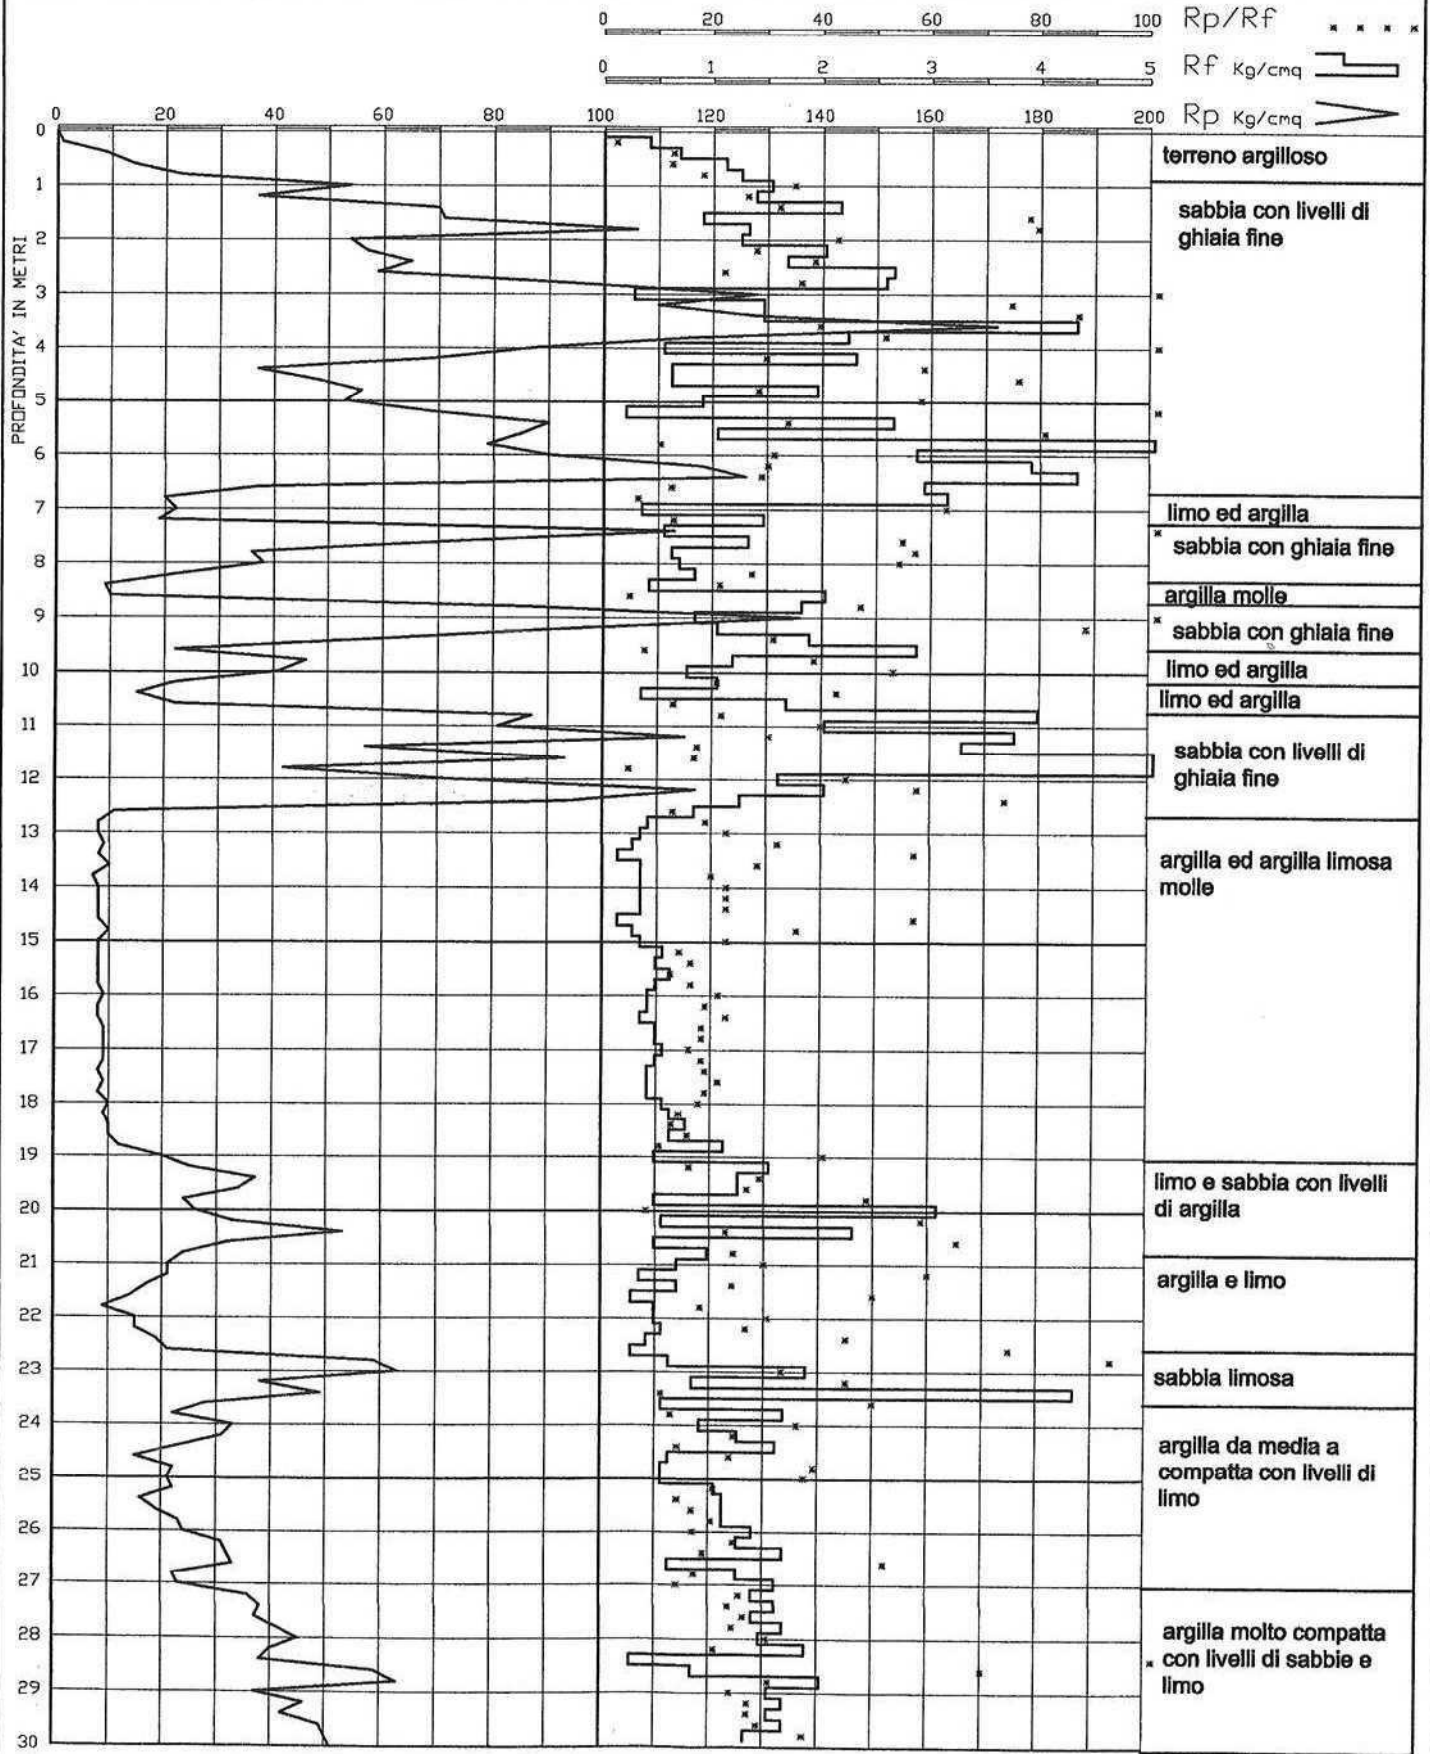 0 20 40 60 80 100 Rp/Rf
0 1 2 3 4 5 Rf Kg/cmq
0 20 40 60 80 100 120 140 160 180 200 Rp Kg/cmq
PROFONDITA' IN METRI
0
1
2
3
4
5
6
7
8
9
10
11
12
13
14
15
16
17
18
19
20
21
22
23
24
25
26
27
28
29
30
terreno argilloso
sabbia con livelli di
ghiaia fine
limo ed argilla
sabbia con ghiaia fine
argilla molle
sabbia con ghiaia fine
limo ed argilla
limo ed argilla
sabbia con livelli di
ghiaia fine
argilla ed argilla limosa
molle
limo e sabbia con livelli
di argilla
argilla e limo
sabbia limosa
argilla da media a
compatta con livelli di
limo
argilla molto compatta
con livelli di sabbie e
limo